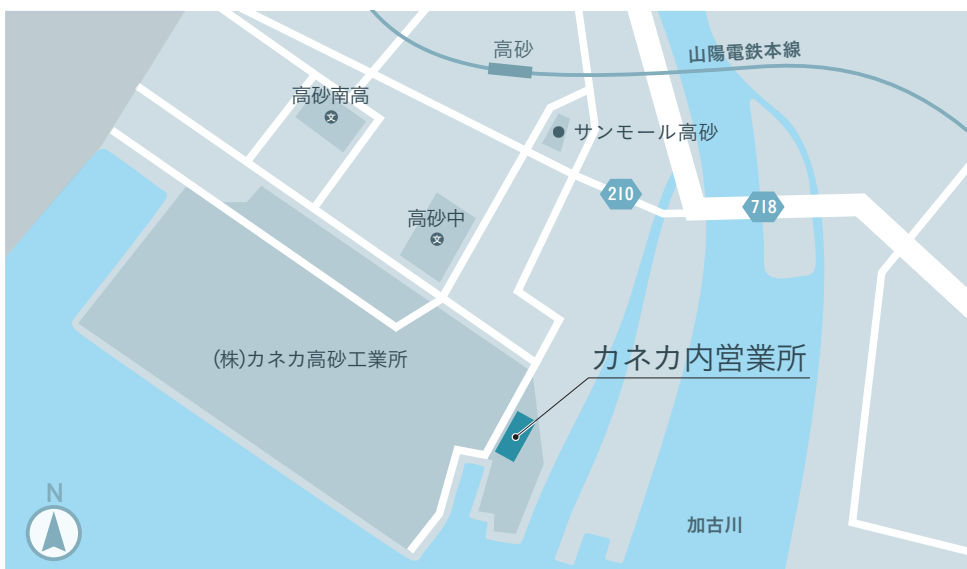 高砂
山陽電鉄本線
高砂南高
文
サンモール高砂
210
718
高砂中
文
(株)カネカ高砂工業所
カネカ内営業所
加古川
N